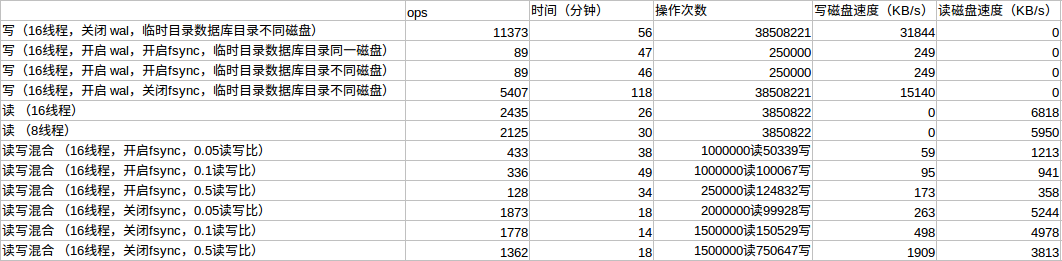 ops 时间（分钟） 操作次数 写磁盘速度（KB/s） 读磁盘速度（KB/s）
写（16线程，关闭 wal，临时目录数据库目录不同磁盘） 11373 56 38508221 31844 0
写（16线程，开启 wal，开启fsync，临时目录数据库目录同一磁盘） 89 47 250000 249 0
写（16线程，开启 wal，开启fsync，临时目录数据库目录不同磁盘） 89 46 250000 249 0
写（16线程，开启 wal，关闭fsync，临时目录数据库目录不同磁盘） 5407 118 38508221 15140 0
读 （16线程） 2435 26 3850822 0 6818
读 （8线程） 2125 30 3850822 0 5950
读写混合 （16线程，开启fsync，0.05读写比） 433 38 1000000读50339写 59 1213
读写混合 （16线程，开启fsync，0.1读写比） 336 49 1000000读100067写 95 941
读写混合 （16线程，开启fsync，0.5读写比） 128 34 250000读124832写 173 358
读写混合 （16线程，关闭fsync，0.05读写比） 1873 18 2000000读99928写 263 5244
读写混合 （16线程，关闭fsync，0.1读写比） 1778 14 1500000读150529写 498 4978
读写混合 （16线程，关闭fsync，0.5读写比） 1362 18 1500000读750647写 1909 3813